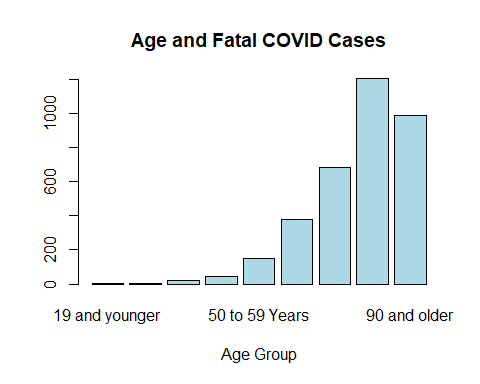 Age and Fatal COVID Cases
1000
600
200
0
19 and younger
50 to 59 Years
90 and older
Age Group